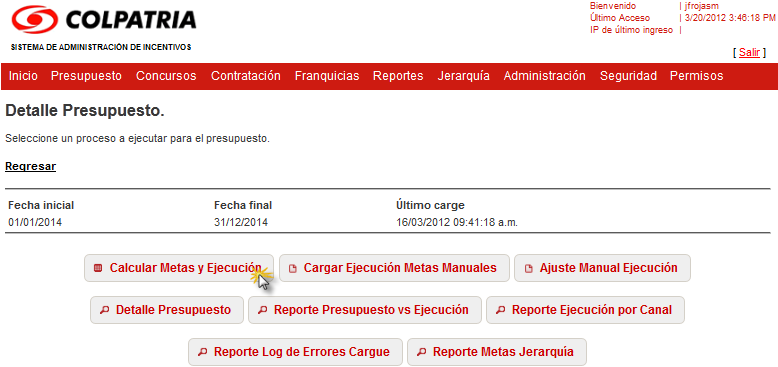 COLPATRIA
SISTEMA DE ADMINISTRACIÓN DE INCENTIVOS
Bienvenido | jfrojasm
Último Acceso | 3/20/2012 3:46:18 PM
IP de último ingreso |
[ Salir ]
Inicio Presupuesto Concursos Contratación Franquicias Reportes Jerarquía Administración Seguridad Permisos
Detalle Presupuesto.
Seleccione un proceso a ejecutar para el presupuesto.
Regresar
Fecha inicial Fecha final Último carge
01/01/2014 31/12/2014 16/03/2012 09:41:18 a.m.
Calcular Metas y Ejecución Cargar Ejecución Metas Manuales Ajuste Manual Ejecución
Detalle Presupuesto Reporte Presupuesto vs Ejecución Reporte Ejecución por Canal
Reporte Log de Errores Cargue Reporte Metas Jerarquía